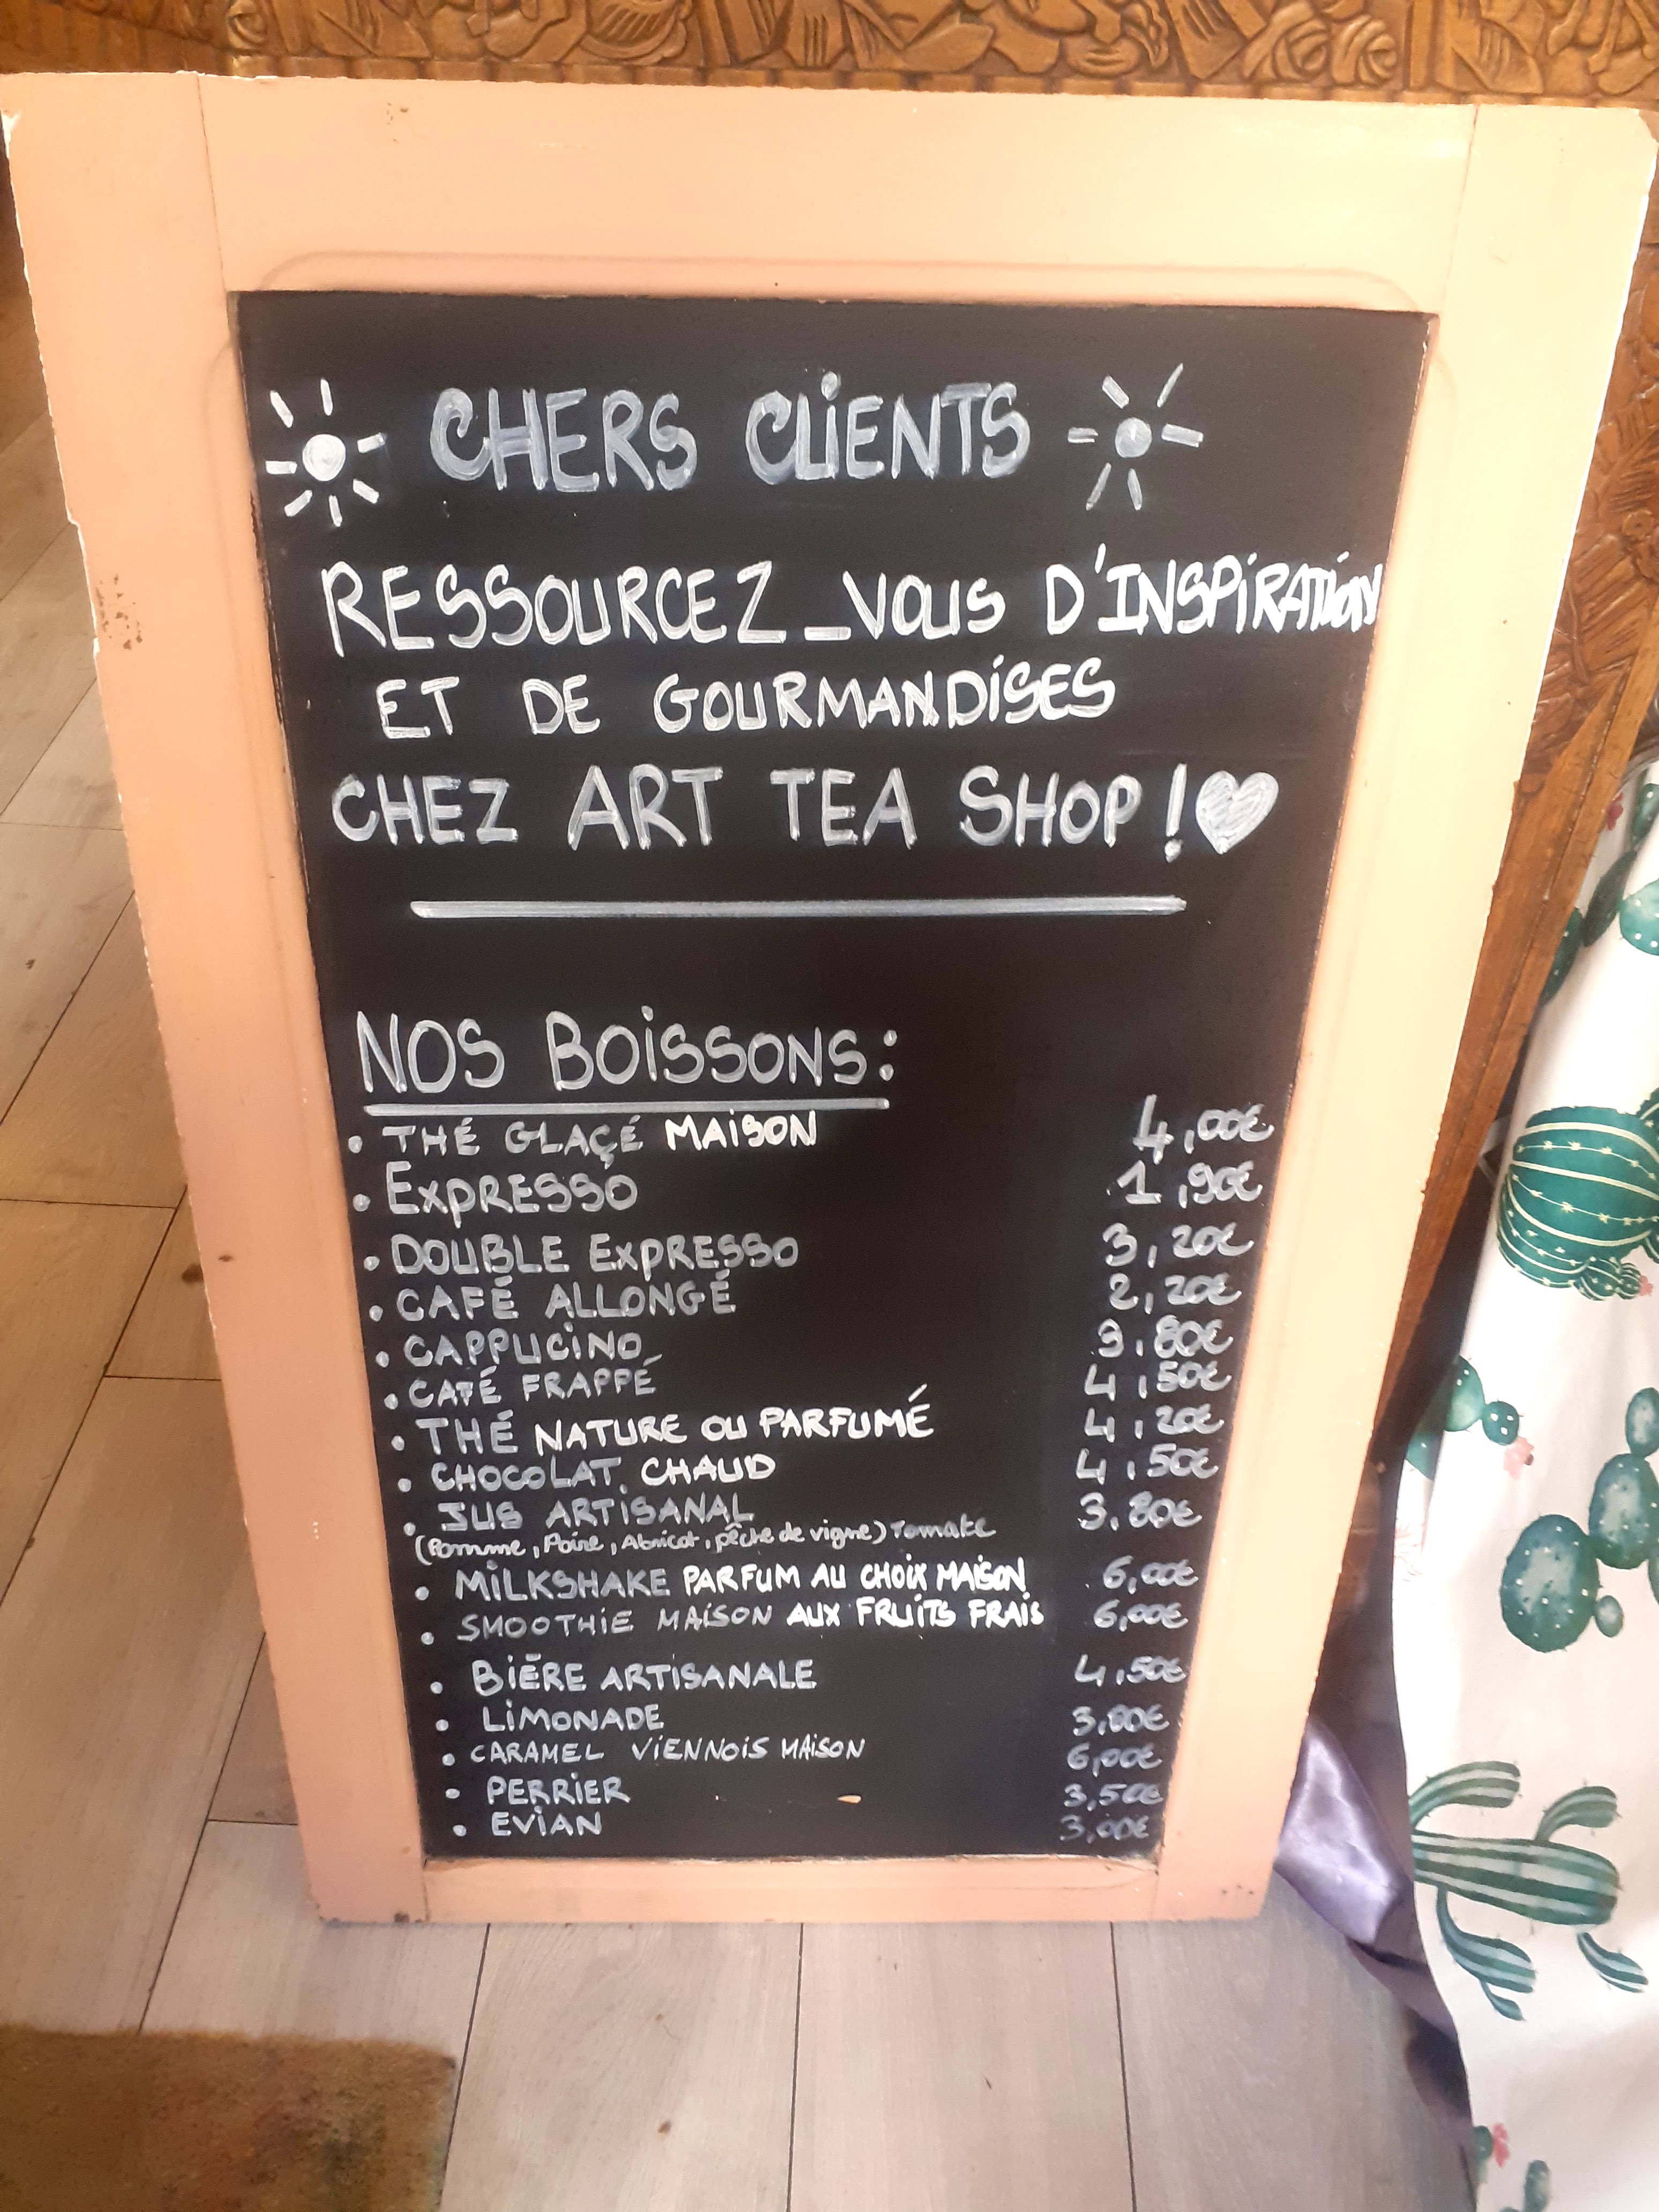 CHERS CLiENTS
RESSOURCEZ_VOUS D'INSPiRATION
ET DE GOURMANDiSES
CHEZ ART TEA SHOP !
NOS BOiSSONS:
• THÉ GLAÇÉ MAiSON 4,00€
• EXPRESSO 1,90€
• DOUBLE EXPRESSO 3,20€
• CAFÉ ALLONGÉ 2,20€
• CAPPUCiNO 3,80€
• CAFÉ FRAPPÉ 4,50€
• THÉ NATURE OU PARFUMÉ 4,20€
• CHOCOLAT CHAUD 4,50€
• JUS ARTiSANAL 3.80€
(Pomme, Poire, Abricot, pêche de vigne) Tomate
• MiLKSHAKE PARFUM AU CHOiX MAiSON 6,00€
• SMOOTHiE MAiSON AUX FRUiTS FRAiS 6,00€
• BiÈRE ARTiSANALE 4,50€
• LiMONADE 3,00€
• CARAMEL ViENNOiS MAiSON 6,00€
• PERRiER 3,50€
• EViAN 3,00€